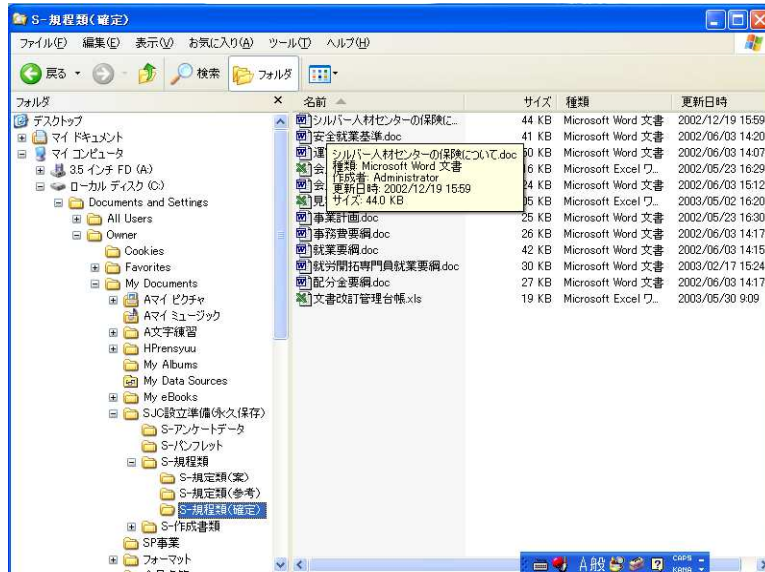 S-規程類(確定)
ファイル(F) 編集(E) 表示(V) お気に入り(A) ツール(T) ヘルプ(H)
戻る 検索 フォルダ
フォルダ
デスクトップ
マイ ドキュメント
マイ コンピュータ
3.5 インチ FD (A:)
ローカル ディスク (C:)
Documents and Settings
All Users
Owner
Cookies
Favorites
My Documents
Aマイ ピクチャ
Aマイ ミュージック
A文字練習
HPrensyuu
My Albums
My Data Sources
My eBooks
SJC設立準備(永久保存)
S-アンケートデータ
S-パンフレット
S-規程類
S-規定類(案)
S-規定類(参考)
S-規程類(確定)
S-作成書類
SP事業
フォーマット
名前 サイズ 種類 更新日時
シルバー人材センターの保険に... 44 KB Microsoft Word 文書 2002/12/19 15:59
安全就業基準.doc 41 KB Microsoft Word 文書 2002/06/03 14:20
運 50 KB Microsoft Word 文書 2002/06/03 14:07
会 6 KB Microsoft Excel ワ... 2002/05/23 16:29
会 24 KB Microsoft Word 文書 2002/06/03 15:12
見 05 KB Microsoft Excel ワ... 2003/05/02 16:20
事業計画.doc 25 KB Microsoft Word 文書 2002/05/23 16:30
事務費要綱.doc 26 KB Microsoft Word 文書 2002/06/03 14:17
就業要綱.doc 42 KB Microsoft Word 文書 2002/06/03 14:15
就労開拓専門員就業要綱.doc 30 KB Microsoft Word 文書 2003/02/17 15:24
配分金要綱.doc 27 KB Microsoft Word 文書 2002/06/03 14:17
文書改訂管理台帳.xls 19 KB Microsoft Excel ワ... 2003/05/30 9:09
シルバー人材センターの保険について.doc
種類: Microsoft Word 文書
作成者: Administrator
更新日時: 2002/12/19 15:59
サイズ: 44.0 KB
A 般 CAPS
KANA